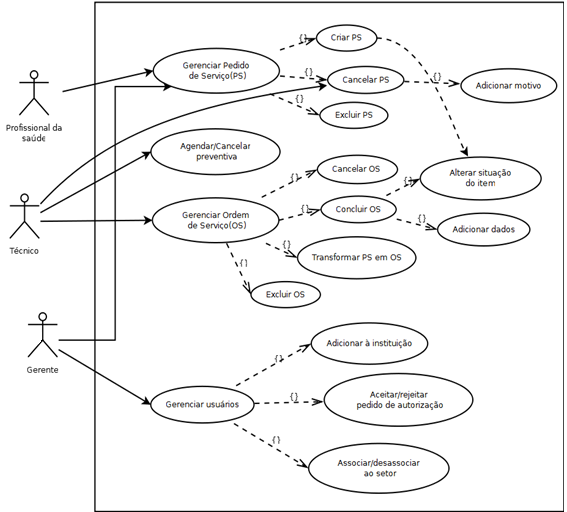 Criar PS
{}
Gerenciar Pedido
de Serviço(PS)
{}
Cancelar PS
{}
Adicionar motivo
{}
Excluir PS
Profissional da
saúde
Agendar/Cancelar
preventiva
Cancelar OS
{}
Alterar situação
do item
{}
Gerenciar Ordem
de Serviço(OS)
{}
Concluir OS
{}
Adicionar dados
Técnico
{}
Transformar PS em OS
{}
Excluir OS
Adicionar à instituição
{}
Gerente
Gerenciar usuários
{}
Aceitar/rejeitar
pedido de autorização
{}
Associar/desassociar
ao setor